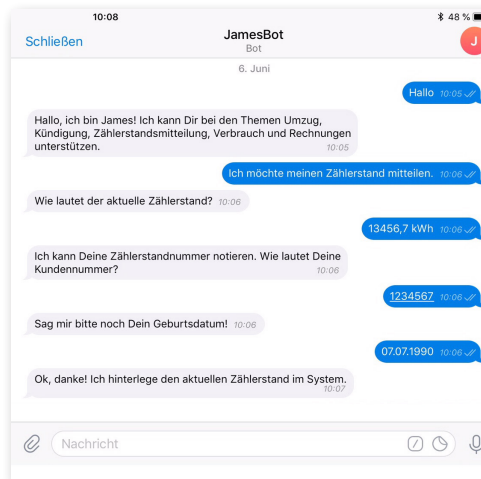 10:08
48 %
Schließen
JamesBot
Bot
J
6. Juni
Hallo 10:05
Hallo, ich bin James! Ich kann Dir bei den Themen Umzug,
Kündigung, Zählerstandsmitteilung, Verbrauch und Rechnungen
unterstützen. 10:05
Ich möchte meinen Zählerstand mitteilen. 10:06
Wie lautet der aktuelle Zählerstand? 10:06
13456,7 kWh 10:06
Ich kann Deine Zählerstandnummer notieren. Wie lautet Deine
Kundennummer? 10:06
1234567 10:06
Sag mir bitte noch Dein Geburtsdatum! 10:06
07.07.1990 10:06
Ok, danke! Ich hinterlege den aktuellen Zählerstand im System.
10:07
Nachricht